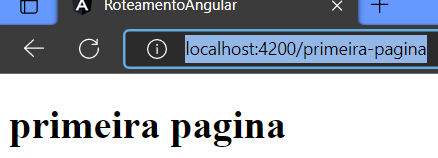 RoteamentoAngular
localhost:4200/primeira-pagina
primeira pagina